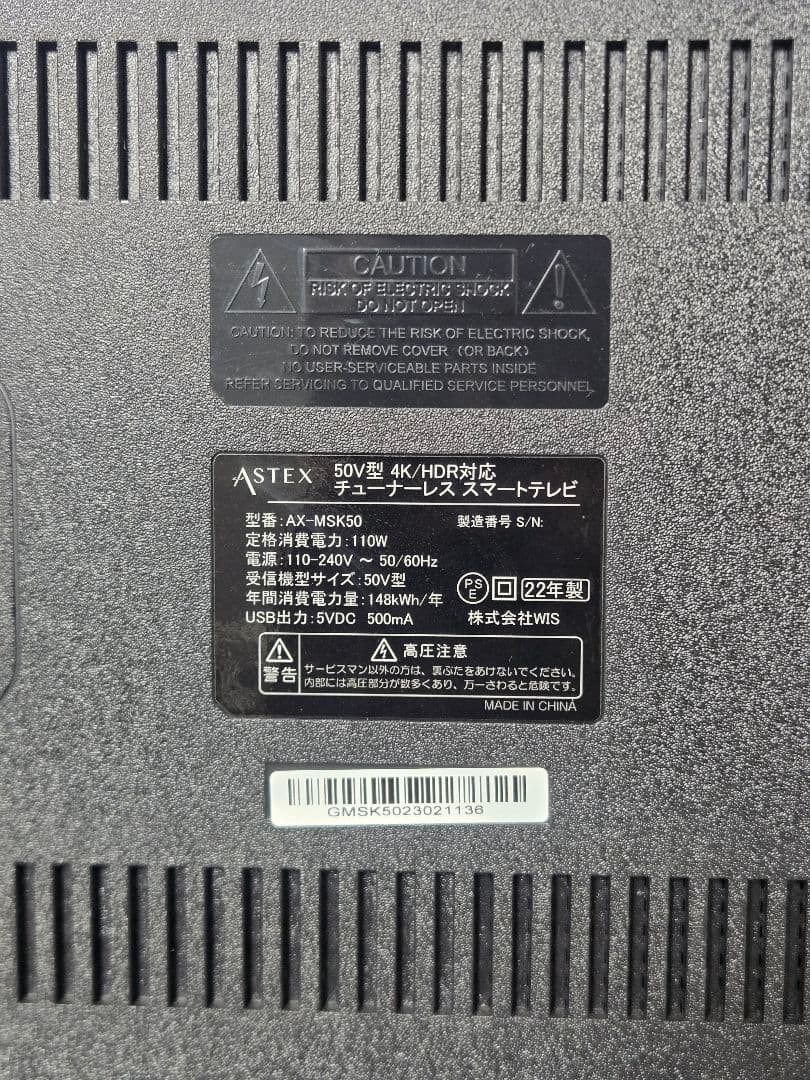 CAUTION
RISK OF ELECTRIC SHOCK
DO NOT OPEN
CAUTION: TO REDUCE THE RISK OF ELECTRIC SHOCK,
DO NOT REMOVE COVER (OR BACK)
NO USER-SERVICEABLE PARTS INSIDE
REFER SERVICING TO QUALIFIED SERVICE PERSONNEL
ASTEX 50V型 4K/HDR対応
チューナーレス スマートテレビ
型番:AX-MSK50 製造番号 S/N:
定格消費電力:110W
電源:110-240V ~ 50/60Hz
受信機型サイズ:50V型
PS
E
22年製
年間消費電力量:148kWh/年
USB出力:5VDC 500mA 株式会社WIS
警告
高圧注意
サービスマン以外の方は、裏ぶたをあけないでください。
内部には高圧部分が数多くあり、万一さわると危険です。
MADE IN CHINA
GMSK5023021136